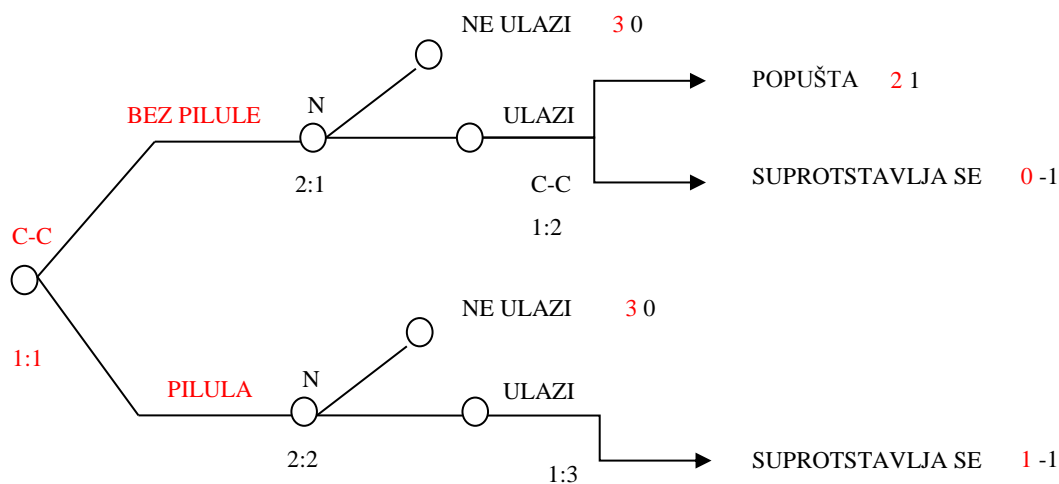 NE ULAZI 3 0
POPUŠTA 2 1
BEZ PILULE
N
ULAZI
2:1
C-C
SUPROTSTAVLJA SE 0 -1
1:2
C-C
1:1
NE ULAZI 3 0
PILULA
N
ULAZI
2:2
1:3
SUPROTSTAVLJA SE 1 -1